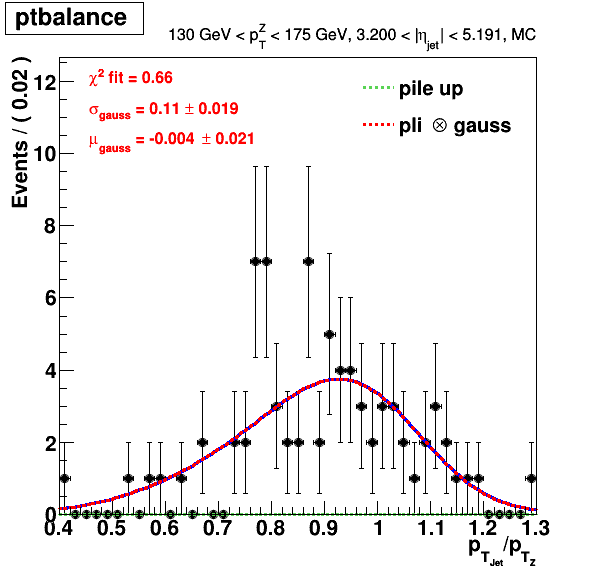 ptbalance
130 GeV < p_T^Z < 175 GeV, 3.200 < |η_jet| < 5.191, MC
χ² fit = 0.66
σ_gauss = 0.11 ± 0.019
μ_gauss = -0.004 ± 0.021
pile up
pli ⊗ gauss
Events / ( 0.02 )
12
10
8
6
4
2
0
0.4 0.5 0.6 0.7 0.8 0.9 1 1.1 1.2 1.3
p_T_Jet/p_T_Z